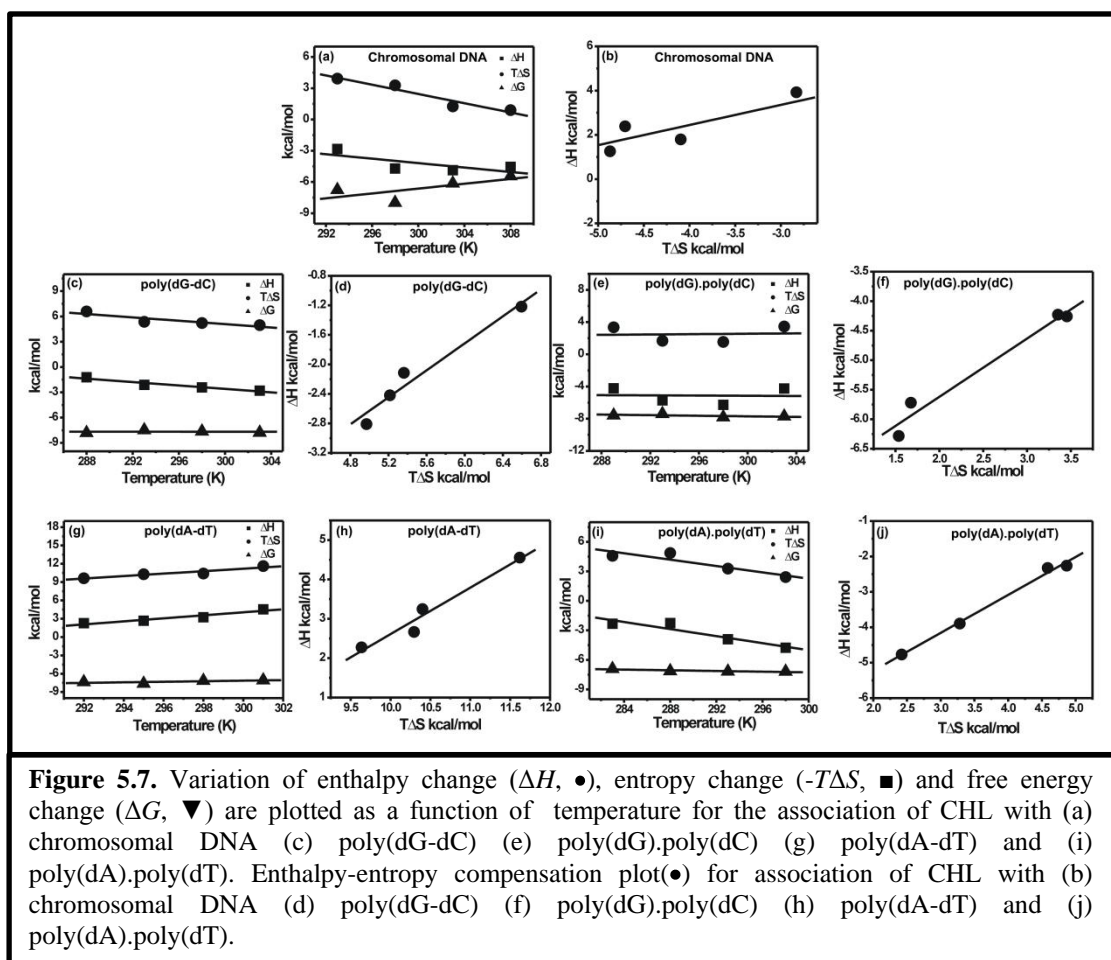 (a) Chromosomal DNA
■ ΔH
● TΔS
▲ ΔG
kcal/mol
6
3
0
-3
-6
-9
292 296 300 304 308
Temperature (K)
(b) Chromosomal DNA
ΔH kcal/mol
6
4
2
0
-2
-5.0 -4.5 -4.0 -3.5 -3.0
TΔS kcal/mol
(c) poly(dG-dC)
■ ΔH
● TΔS
▲ ΔG
kcal/mol
9
6
3
0
-3
-6
-9
288 292 296 300 304
Temperature (K)
(d) poly(dG-dC)
ΔH kcal/mol
-0.8
-1.2
-1.6
-2.0
-2.4
-2.8
-3.2
4.8 5.2 5.6 6.0 6.4 6.8
TΔS kcal/mol
(e) poly(dG).poly(dC)
■ ΔH
● TΔS
▲ ΔG
kcal/mol
8
4
0
-4
-8
-12
288 292 296 300 304
Temperature (K)
(f) poly(dG).poly(dC)
ΔH kcal/mol
-3.5
-4.0
-4.5
-5.0
-5.5
-6.0
-6.5
1.5 2.0 2.5 3.0 3.5
TΔS kcal/mol
(g) poly(dA-dT)
■ ΔH
● TΔS
▲ ΔG
kcal/mol
18
15
12
9
6
3
0
-3
-6
-9
292 294 296 298 300 302
Temperature (K)
(h) poly(dA-dT)
ΔH kcal/mol
5
4
3
2
1
9.5 10.0 10.5 11.0 11.5 12.0
TΔS kcal/mol
(i) poly(dA).poly(dT)
■ ΔH
● TΔS
▲ ΔG
kcal/mol
9
6
3
0
-3
-6
-9
284 288 292 296 300
Temperature (K)
(j) poly(dA).poly(dT)
ΔH kcal/mol
-1
-2
-3
-4
-5
-6
2.0 2.5 3.0 3.5 4.0 4.5 5.0
TΔS kcal/mol
Figure 5.7. Variation of enthalpy change (ΔH, ●), entropy change (-TΔS, ■) and free energy
change (ΔG, ▼) are plotted as a function of temperature for the association of CHL with (a)
chromosomal DNA (c) poly(dG-dC) (e) poly(dG).poly(dC) (g) poly(dA-dT) and (i)
poly(dA).poly(dT). Enthalpy-entropy compensation plot(●) for association of CHL with (b)
chromosomal DNA (d) poly(dG-dC) (f) poly(dG).poly(dC) (h) poly(dA-dT) and (j)
poly(dA).poly(dT).